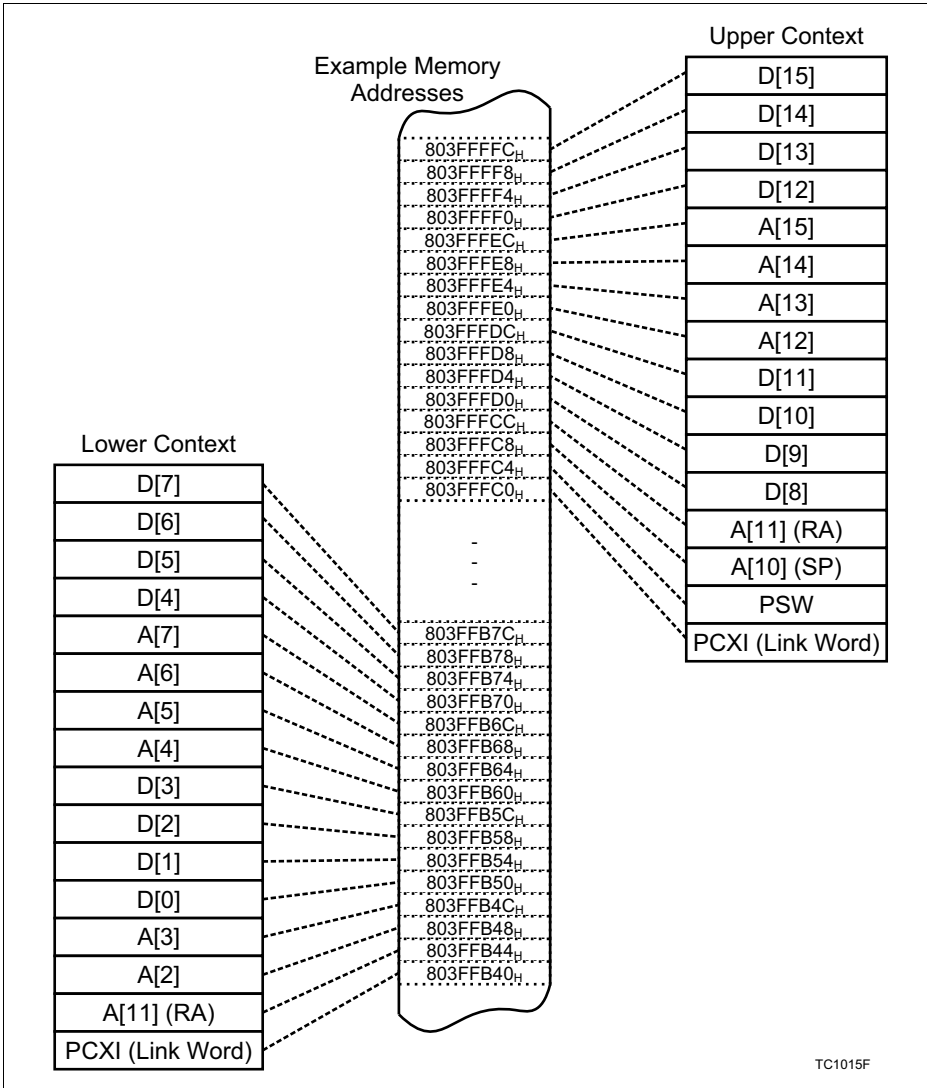 Upper Context
D[15]
D[14]
D[13]
D[12]
A[15]
A[14]
A[13]
A[12]
D[11]
D[10]
D[9]
D[8]
A[11] (RA)
A[10] (SP)
PSW
PCXI (Link Word)
Example Memory
Addresses
803FFFFCH
803FFFF8H
803FFFF4H
803FFFF0H
803FFFECH
803FFFE8H
803FFFE4H
803FFFE0H
803FFFDCH
803FFFD8H
803FFFD4H
803FFFD0H
803FFFCCH
803FFFC8H
803FFFC4H
803FFFC0H
-
-
-
803FFB7CH
803FFB78H
803FFB74H
803FFB70H
803FFB6CH
803FFB68H
803FFB64H
803FFB60H
803FFB5CH
803FFB58H
803FFB54H
803FFB50H
803FFB4CH
803FFB48H
803FFB44H
803FFB40H
Lower Context
D[7]
D[6]
D[5]
D[4]
A[7]
A[6]
A[5]
A[4]
D[3]
D[2]
D[1]
D[0]
A[3]
A[2]
A[11] (RA)
PCXI (Link Word)
TC1015F